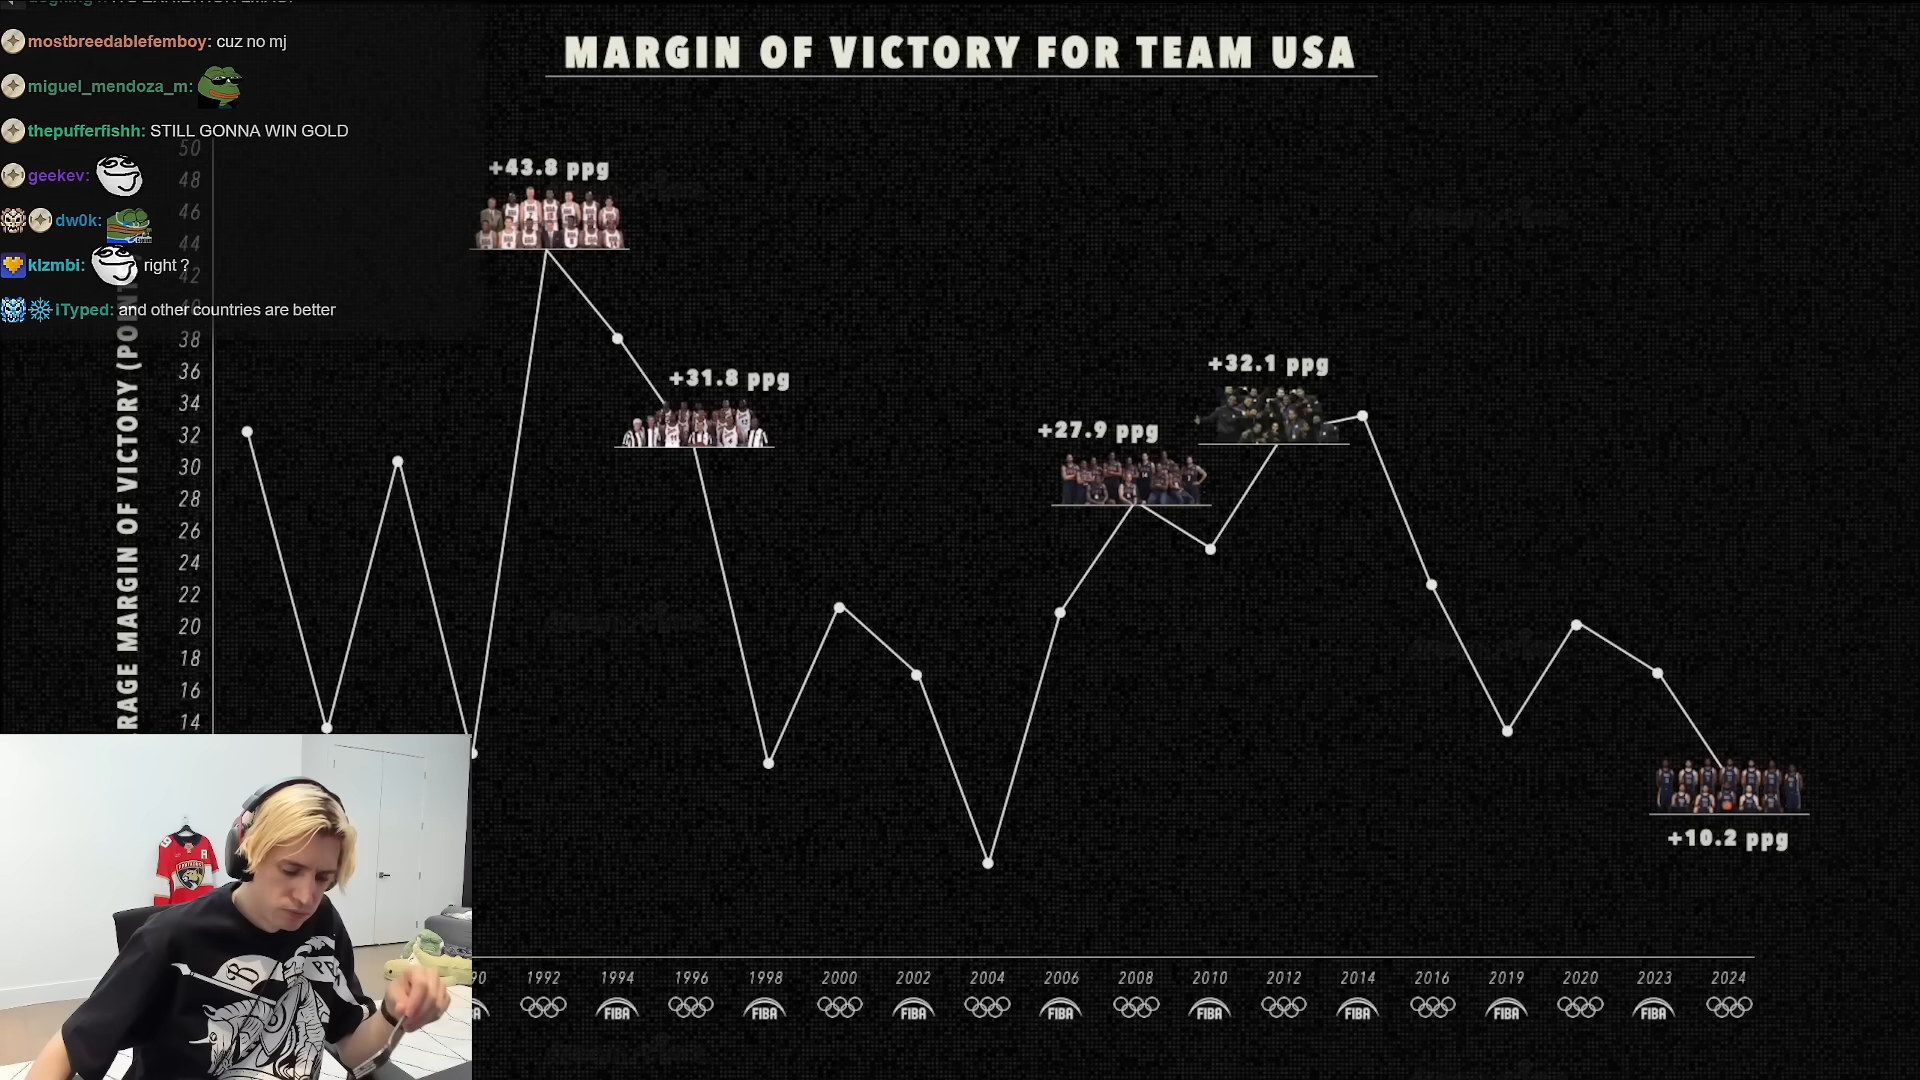 MARGIN OF VICTORY FOR TEAM USA
mostbreedablefemboy: cuz no mj
miguel_mendoza_m:
thepufferfishh: STILL GONNA WIN GOLD
geekev:
dw0k:
klzmbi: right ?
iTyped: and other countries are better
50
48
46
44
42
38
36
34
32
30
28
26
24
22
20
18
16
14
RAGE MARGIN OF VICTORY (PO
+43.8 ppg
+31.8 ppg
+27.9 ppg
+32.1 ppg
+10.2 ppg
90 1992 1994 1996 1998 2000 2002 2004 2006 2008 2010 2012 2014 2016 2019 2020 2023 2024
FIBA FIBA FIBA FIBA FIBA FIBA FIBA FIBA
PANTHERS
B